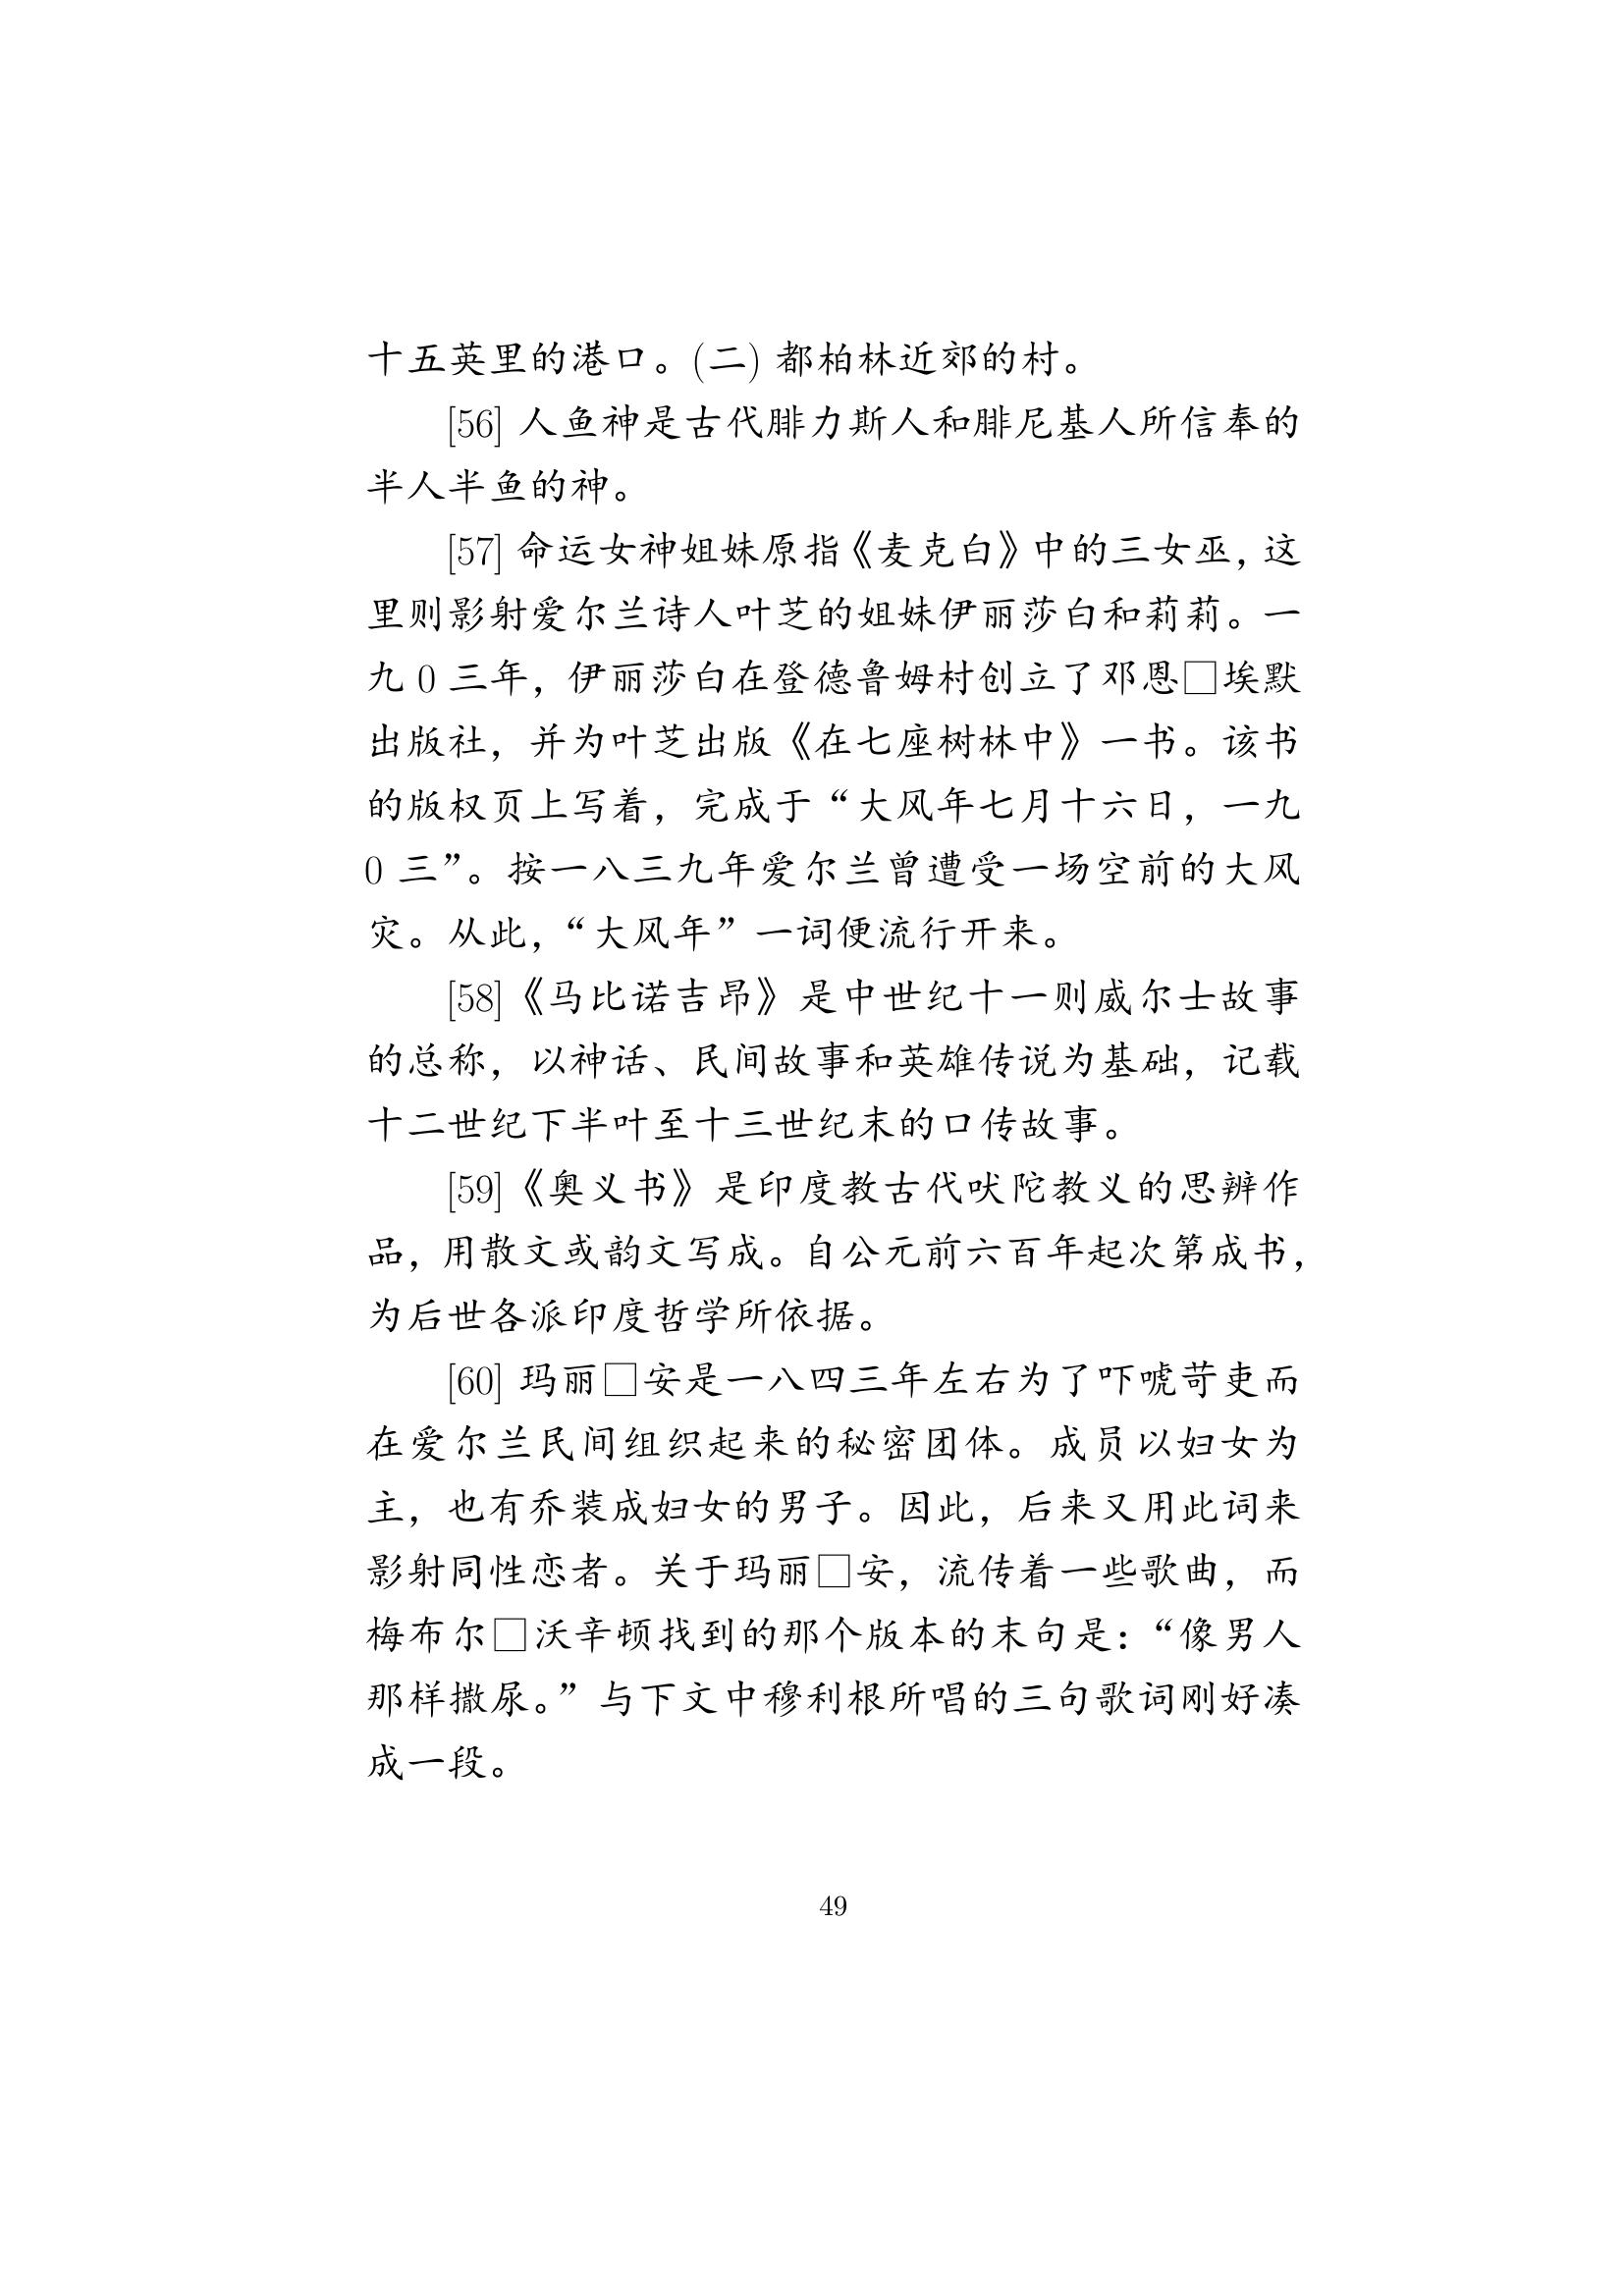 十五英里的港口。(二) 都柏林近郊的村。
[56] 人鱼神是古代腓力斯人和腓尼基人所信奉的
半人半鱼的神。
[57] 命运女神姐妹原指《麦克白》中的三女巫，这
里则影射爱尔兰诗人叶芝的姐妹伊丽莎白和莉莉。一
九 0 三年，伊丽莎白在登德鲁姆村创立了邓恩□埃默
出版社，并为叶芝出版《在七座树林中》一书。该书
的版权页上写着，完成于“大风年七月十六日，一九
0 三”。按一八三九年爱尔兰曾遭受一场空前的大风
灾。从此，“大风年”一词便流行开来。
[58]《马比诺吉昂》是中世纪十一则威尔士故事
的总称，以神话、民间故事和英雄传说为基础，记载
十二世纪下半叶至十三世纪末的口传故事。
[59]《奥义书》是印度教古代吠陀教义的思辨作
品，用散文或韵文写成。自公元前六百年起次第成书，
为后世各派印度哲学所依据。
[60] 玛丽□安是一八四三年左右为了吓唬苛吏而
在爱尔兰民间组织起来的秘密团体。成员以妇女为
主，也有乔装成妇女的男子。因此，后来又用此词来
影射同性恋者。关于玛丽□安，流传着一些歌曲，而
梅布尔□沃辛顿找到的那个版本的末句是：“像男人
那样撒尿。”与下文中穆利根所唱的三句歌词刚好凑
成一段。
49